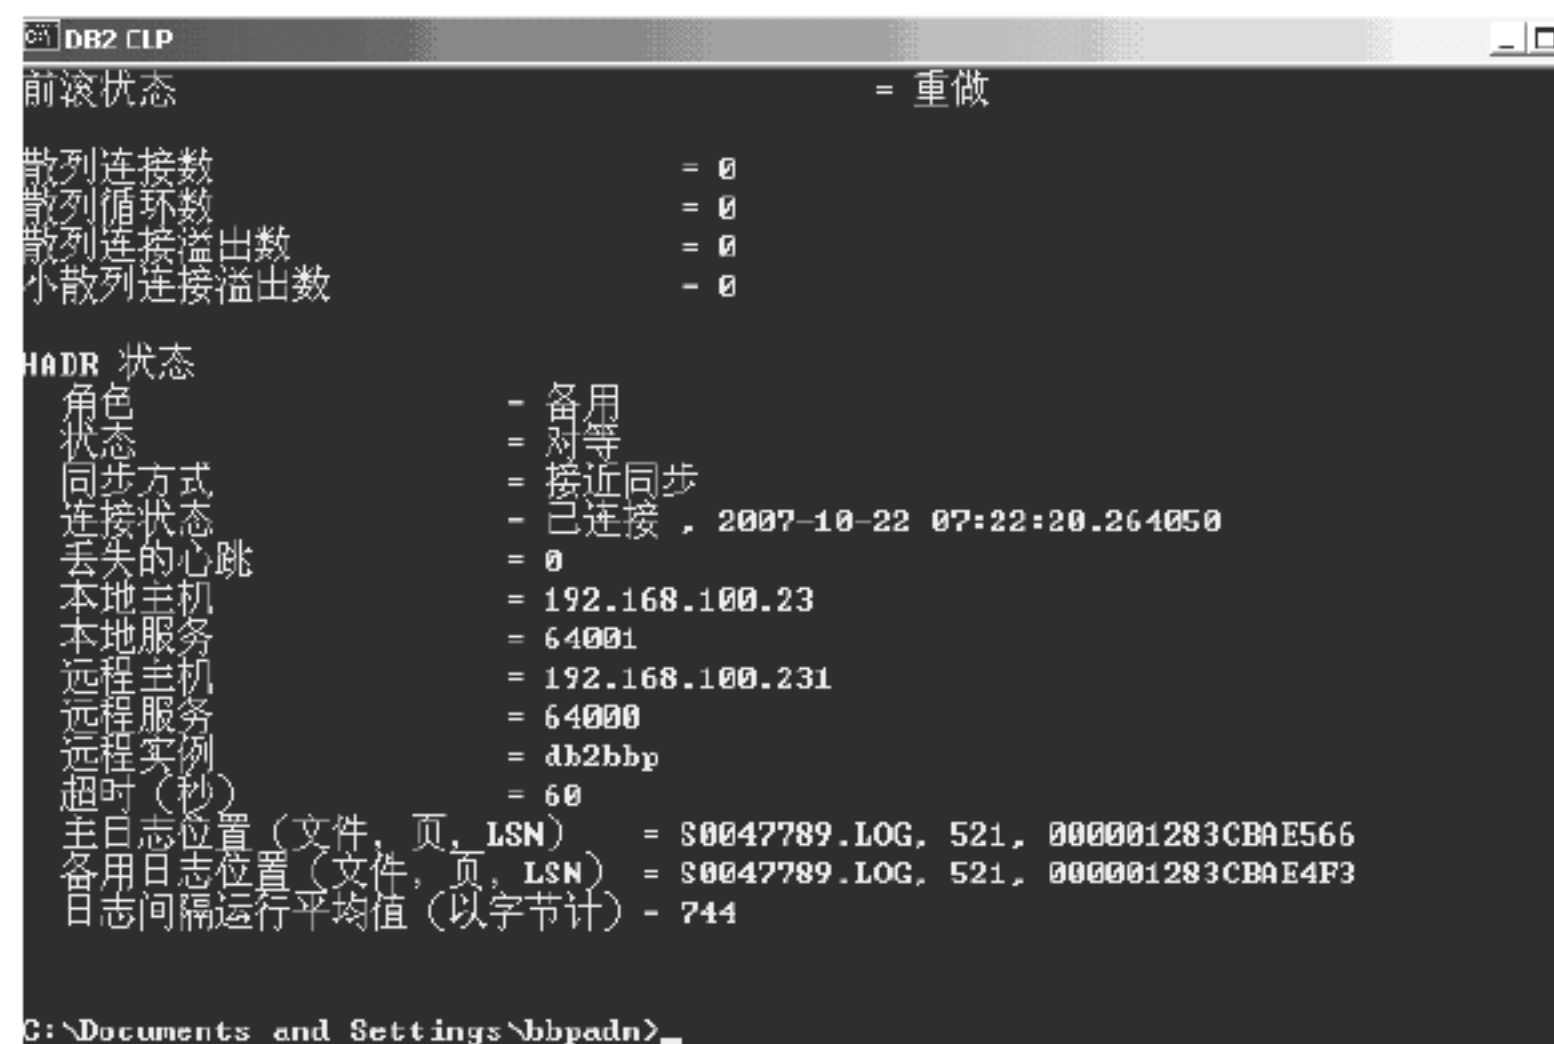 DB2 CLP
前滚状态 = 重做
散列连接数 = 0
散列循环数 = 0
散列连接溢出数 = 0
小散列连接溢出数 = 0
HADR 状态
角色 = 备用
状态 = 对等
同步方式 = 接近同步
连接状态 = 已连接 , 2007-10-22 07:22:20.264050
丢失的心跳 = 0
本地主机 = 192.168.100.23
本地服务 = 64001
远程主机 = 192.168.100.231
远程服务 = 64000
远程实例 = db2bbp
超时（秒） = 60
主日志位置（文件，页，LSN） = S0047789.LOG, 521, 000001283CBAE566
备用日志位置（文件，页，LSN） = S0047789.LOG, 521, 000001283CBAE4F3
日志间隔运行平均值（以字节计）= 744
C:\Documents and Settings\bbpadn>_